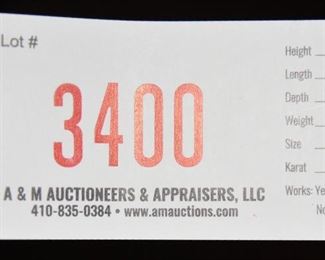 Lot #
3400
A & M AUCTIONEERS & APPRAISERS, LLC
410-835-0384 • www.amauctions.com
Height
Length
Depth
Weight
Size
Karat
Works: Ye
No